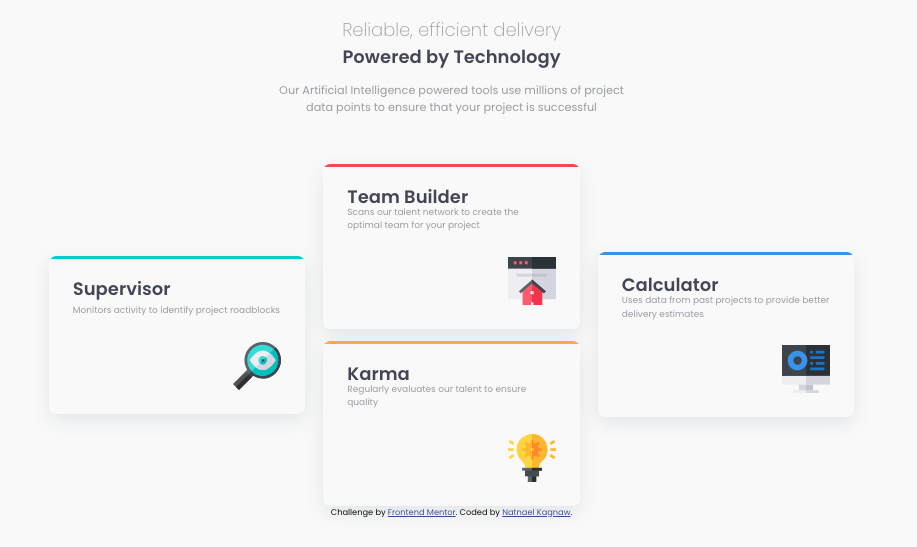 Reliable, efficient delivery
Powered by Technology
Our Artificial Intelligence powered tools use millions of project
data points to ensure that your project is successful
Supervisor
Monitors activity to identify project roadblocks
Team Builder
Scans our talent network to create the
optimal team for your project
Karma
Regularly evaluates our talent to ensure
quality
Calculator
Uses data from past projects to provide better
delivery estimates
Challenge by Frontend Mentor. Coded by Natnael Kagnaw.